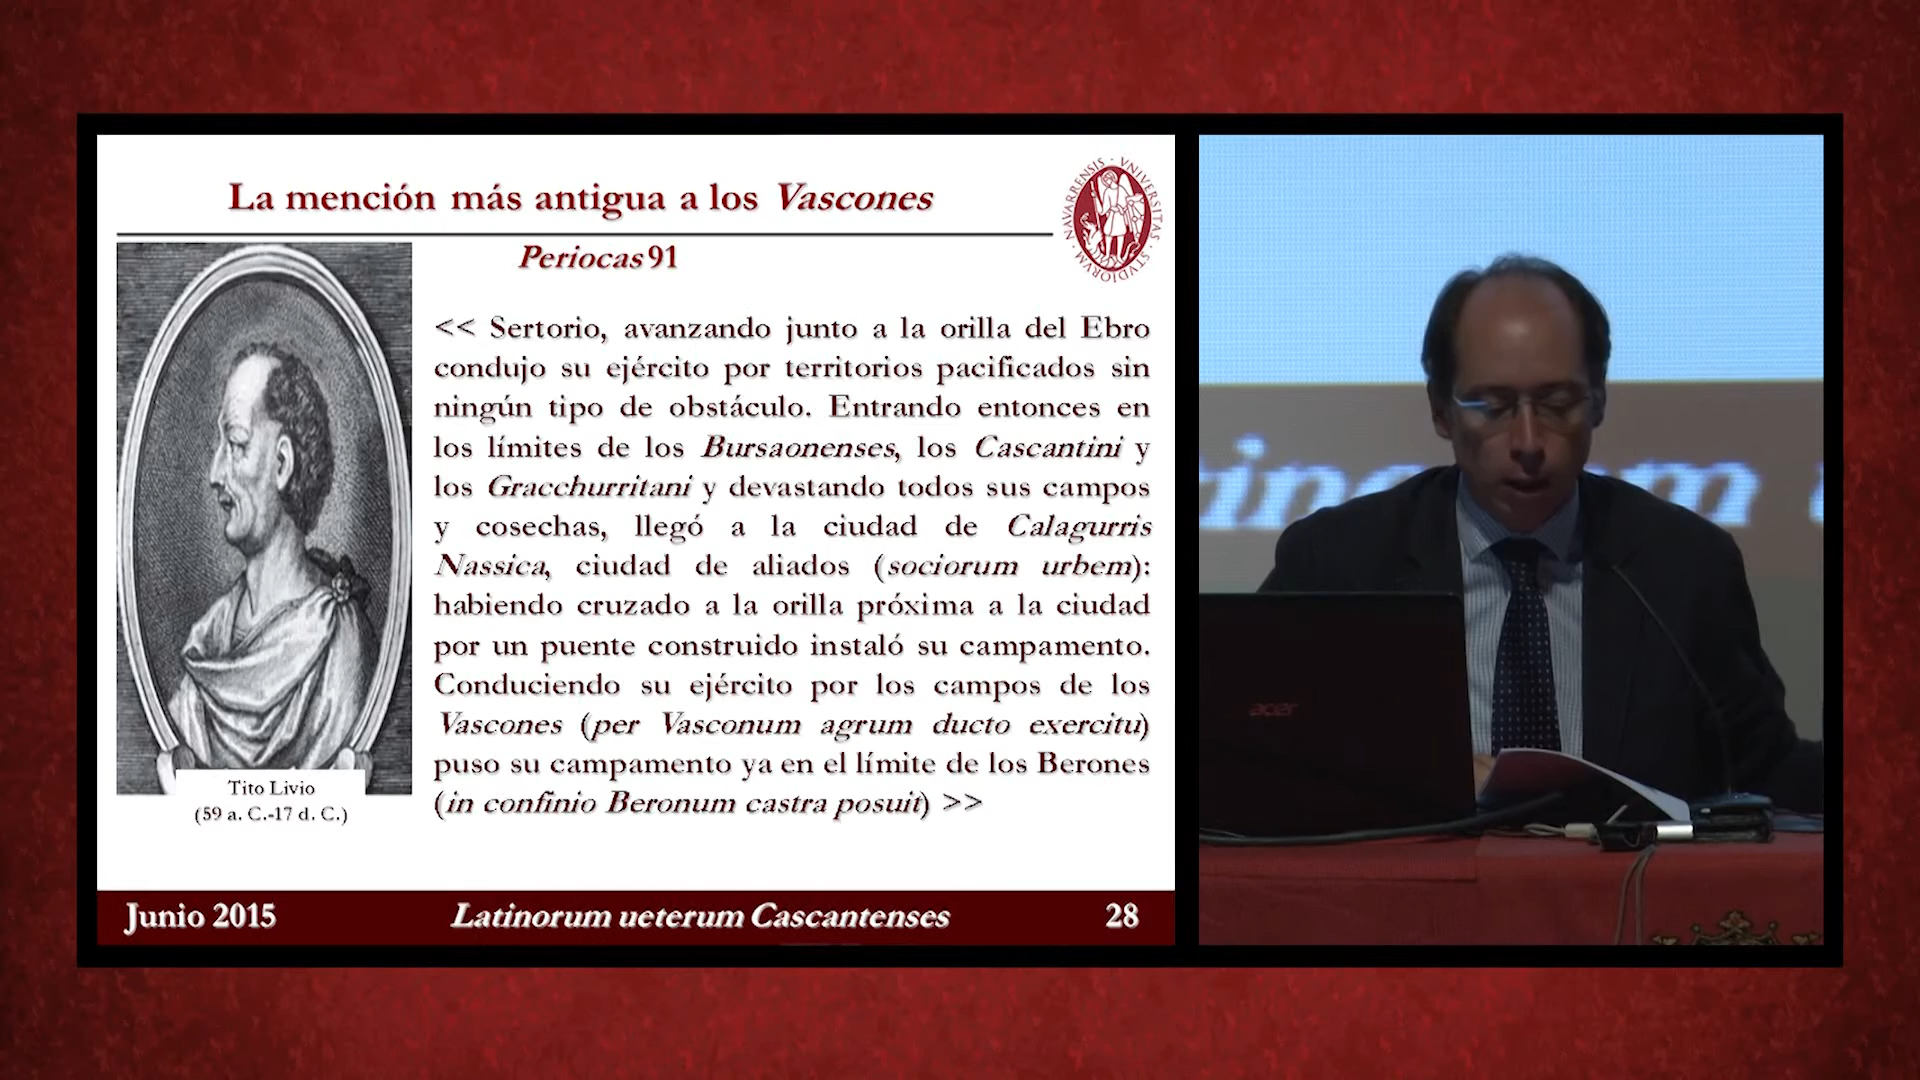 La mención más antigua a los Vascones
NAVARRENSIS · VNIVERSITAS · STVDIORVM ·
Periocas 91
<< Sertorio, avanzando junto a la orilla del Ebro
condujo su ejército por territorios pacificados sin
ningún tipo de obstáculo. Entrando entonces en
los límites de los Bursaonenses, los Cascantini y
los Gracchurritani y devastando todos sus campos
y cosechas, llegó a la ciudad de Calagurris
Nassica, ciudad de aliados (sociorum urbem):
habiendo cruzado a la orilla próxima a la ciudad
por un puente construido instaló su campamento.
Conduciendo su ejército por los campos de los
Vascones (per Vasconum agrum ducto exercitu)
puso su campamento ya en el límite de los Berones
(in confinio Beronum castra posuit) >>
Tito Livio
(59 a. C.-17 d. C.)
Junio 2015
Latinorum ueterum Cascantenses
28
acer